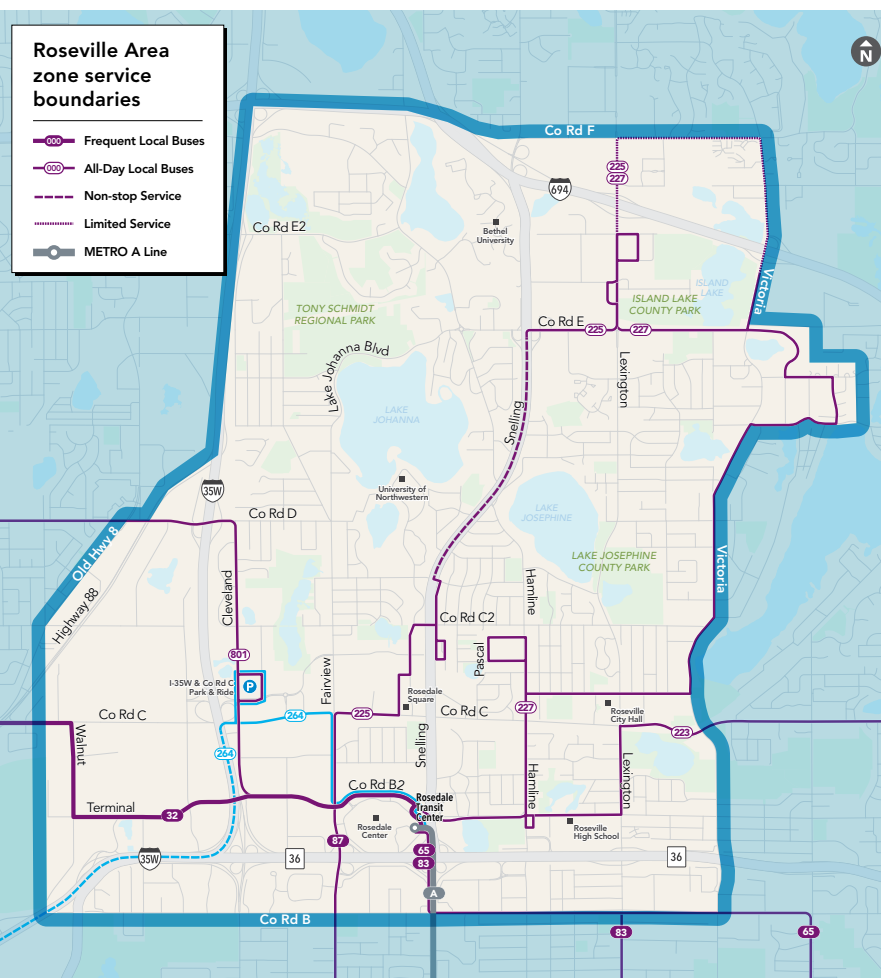 Roseville Area
zone service
boundaries
000 Frequent Local Buses
000 All-Day Local Buses
Non-stop Service
Limited Service
METRO A Line
N
Co Rd F
225
227
694
Co Rd E2
Bethel
University
ISLAND
LAKE
Victoria
TONY SCHMIDT
REGIONAL PARK
ISLAND LAKE
COUNTY PARK
Co Rd E
225
227
Lake Johanna Blvd
Lexington
LAKE
JOHANNA
Snelling
University of
Northwestern
35W
LAKE
JOSEPHINE
Co Rd D
Old Hwy 8
LAKE JOSEPHINE
COUNTY PARK
Victoria
Cleveland
Hamline
Highway 88
Co Rd C2
801
Pascal
I-35W & Co Rd C
Park & Ride
P
Fairview
Rosedale
Square
Co Rd C
264
225
Co Rd C
227
Roseville
City Hall
Walnut
264
Snelling
223
Co Rd B2
Hamline
Lexington
Terminal
32
Rosedale
Transit
Center
Rosedale
Center
Roseville
High School
87
65
83
35W
36
36
A
Co Rd B
83
65